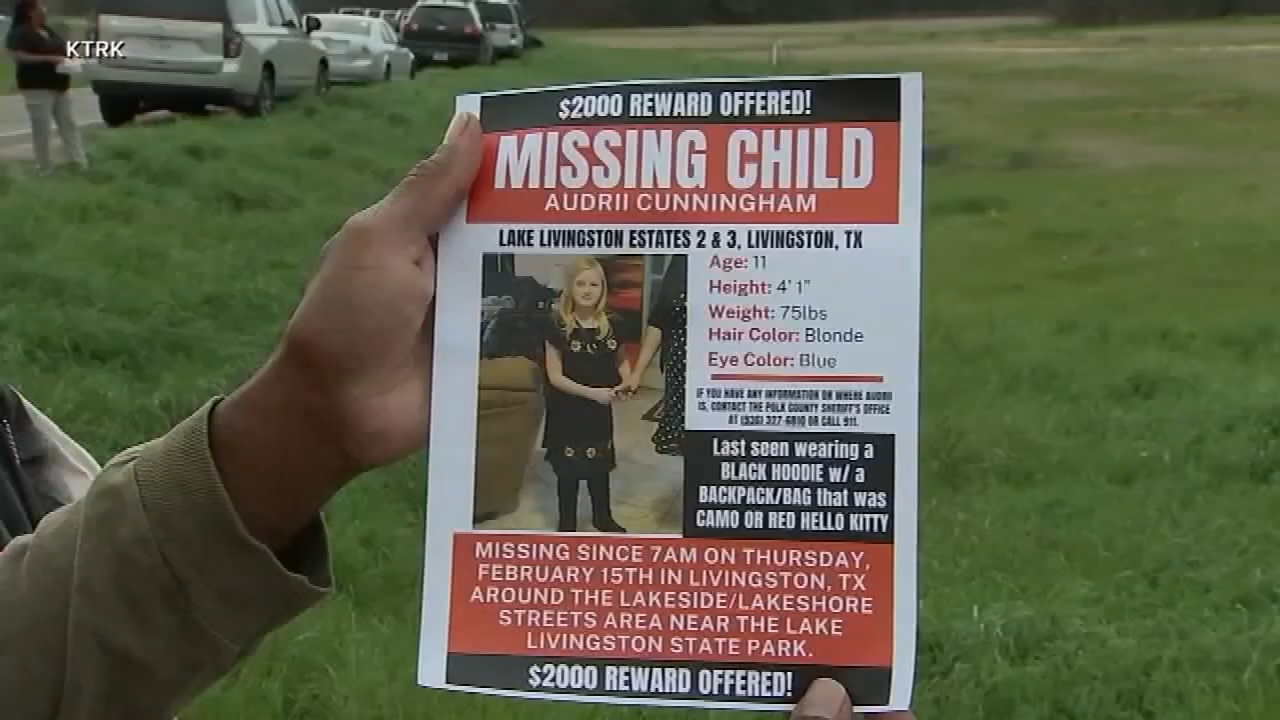 KTRK
$2000 REWARD OFFERED!
MISSING CHILD
AUDRII CUNNINGHAM
LAKE LIVINGSTON ESTATES 2 & 3, LIVINGSTON, TX
Age: 11
Height: 4' 1"
Weight: 75lbs
Hair Color: Blonde
Eye Color: Blue
IF YOU HAVE ANY INFORMATION ON WHERE AUDRII
IS, CONTACT THE POLK COUNTY SHERIFF'S OFFICE
AT (936) 327-6810 OR CALL 911.
Last seen wearing a
BLACK HOODIE w/ a
BACKPACK/BAG that was
CAMO OR RED HELLO KITTY
MISSING SINCE 7AM ON THURSDAY,
FEBRUARY 15TH IN LIVINGSTON, TX
AROUND THE LAKESIDE/LAKESHORE
STREETS AREA NEAR THE LAKE
LIVINGSTON STATE PARK.
$2000 REWARD OFFERED!